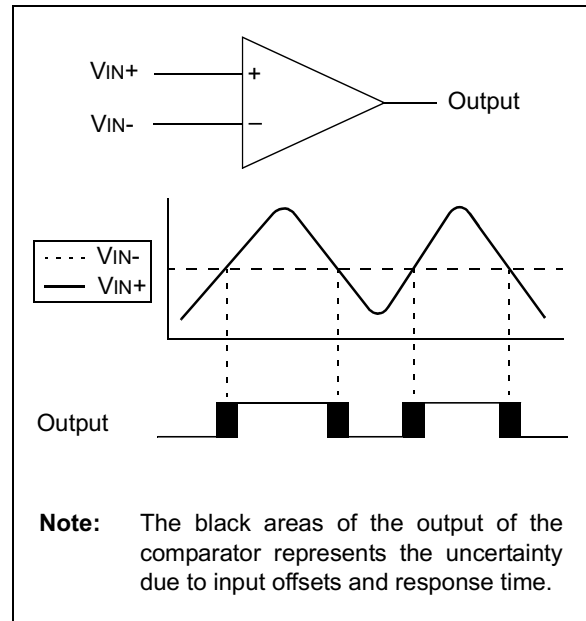 VIN+
+
Output
VIN-
–
VIN-
VIN+
Output
Note: The black areas of the output of the
comparator represents the uncertainty
due to input offsets and response time.